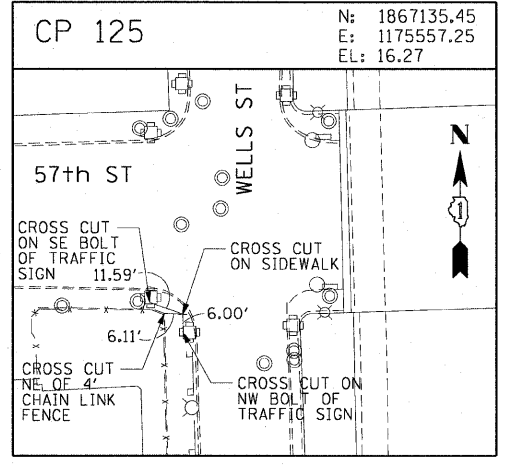 CP 125
N: 1867135.45
E: 1175557.25
EL: 16.27
WELLS ST
N
57th ST
CROSS CUT
ON SE BOLT
OF TRAFFIC
SIGN
11.59'
CROSS CUT
ON SIDEWALK
6.00'
6.11'
CROSS CUT
NE OF 4'
CHAIN LINK
FENCE
CROSS CUT ON
NW BOLT OF
TRAFFIC SIGN